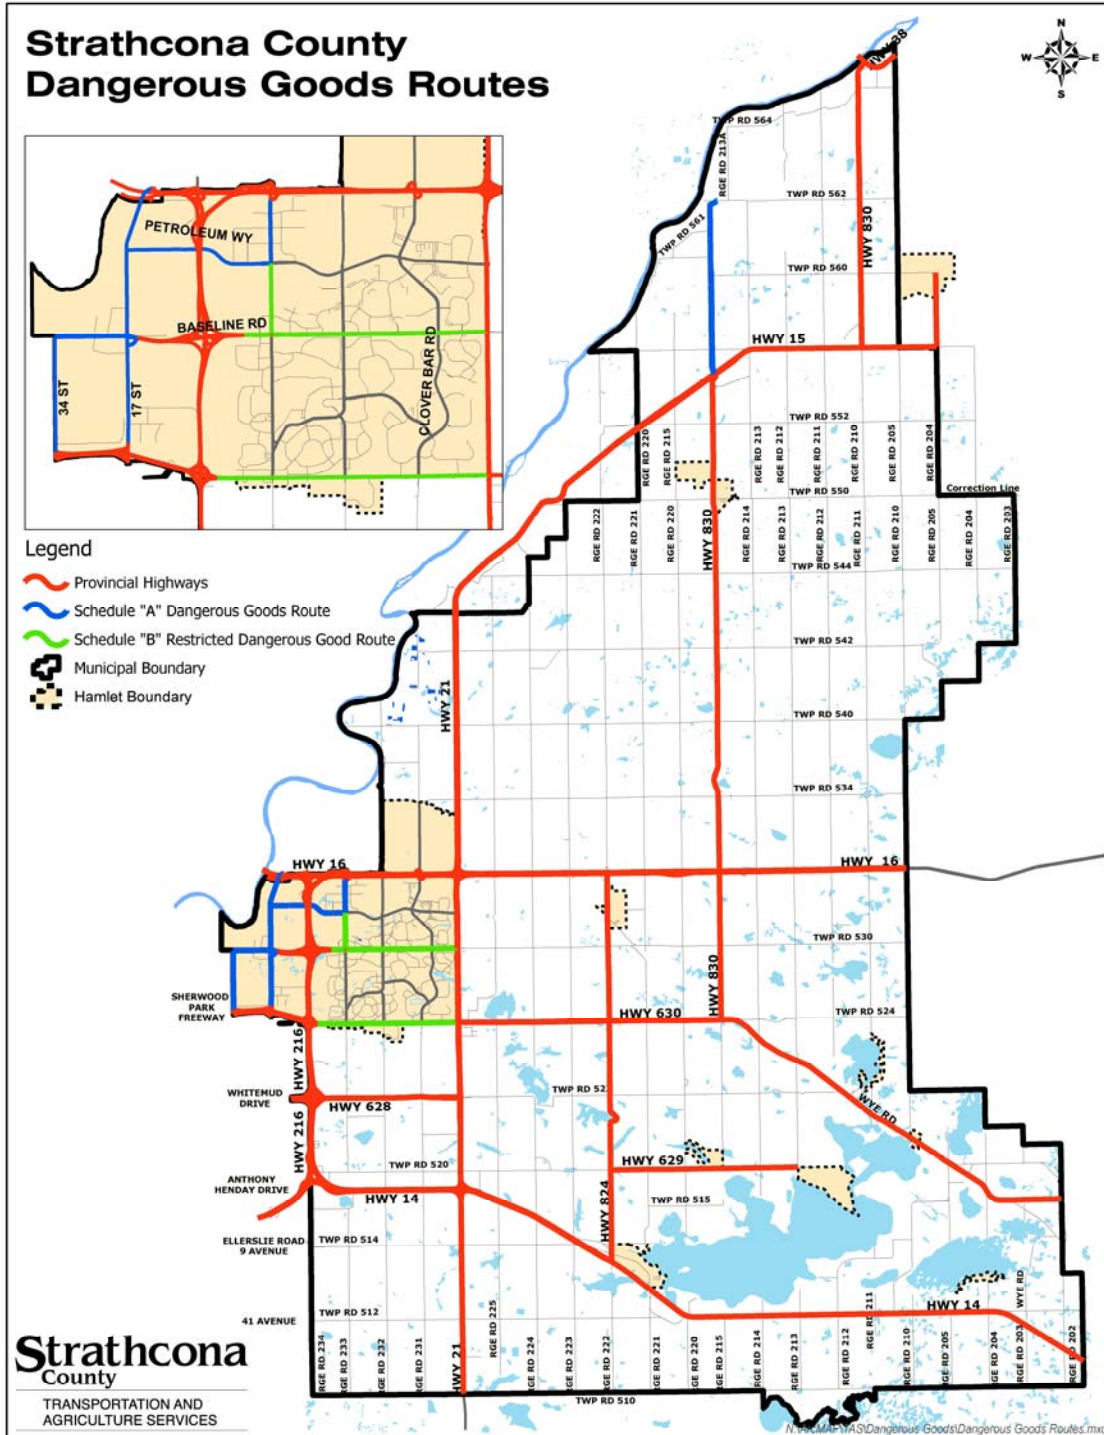 Strathcona County
Dangerous Goods Routes
N
W
E
S
PETROLEUM WY
BASELINE RD
CLOVER BAR RD
34 ST
17 ST
Legend
Provincial Highways
Schedule "A" Dangerous Goods Route
Schedule "B" Restricted Dangerous Good Route
Municipal Boundary
Hamlet Boundary
HWY 38
TWP RD 564
RGE RD 213A
TWP RD 562
TWP RD 561
HWY 830
TWP RD 560
HWY 15
TWP RD 552
RGE RD 220
RGE RD 215
RGE RD 213
RGE RD 212
RGE RD 211
RGE RD 210
RGE RD 205
RGE RD 204
TWP RD 550
Correction Line
RGE RD 222
RGE RD 221
RGE RD 220
HWY 830
RGE RD 214
RGE RD 213
RGE RD 212
RGE RD 211
RGE RD 210
RGE RD 205
RGE RD 204
RGE RD 203
TWP RD 544
TWP RD 542
HWY 21
TWP RD 540
TWP RD 534
HWY 16
HWY 16
TWP RD 530
HWY 830
SHERWOOD
PARK
FREEWAY
HWY 630
TWP RD 524
HWY 216
WHITEMUD
DRIVE
HWY 628
TWP RD 52
WYE RD
HWY 216
TWP RD 520
HWY 629
ANTHONY
HENDAY DRIVE
HWY 14
HWY 824
TWP RD 515
ELLERSLIE ROAD
9 AVENUE
TWP RD 514
WYE RD
41 AVENUE
TWP RD 512
HWY 14
RGE RD 234
RGE RD 233
RGE RD 232
RGE RD 231
HWY 21
RGE RD 225
RGE RD 224
RGE RD 223
RGE RD 222
RGE RD 221
RGE RD 220
RGE RD 215
RGE RD 214
RGE RD 213
RGE RD 212
RGE RD 211
RGE RD 210
RGE RD 205
RGE RD 204
RGE RD 203
RGE RD 202
TWP RD 510
Strathcona
County
TRANSPORTATION AND
AGRICULTURE SERVICES
Goods\Dangerous Goods Routes.mxd